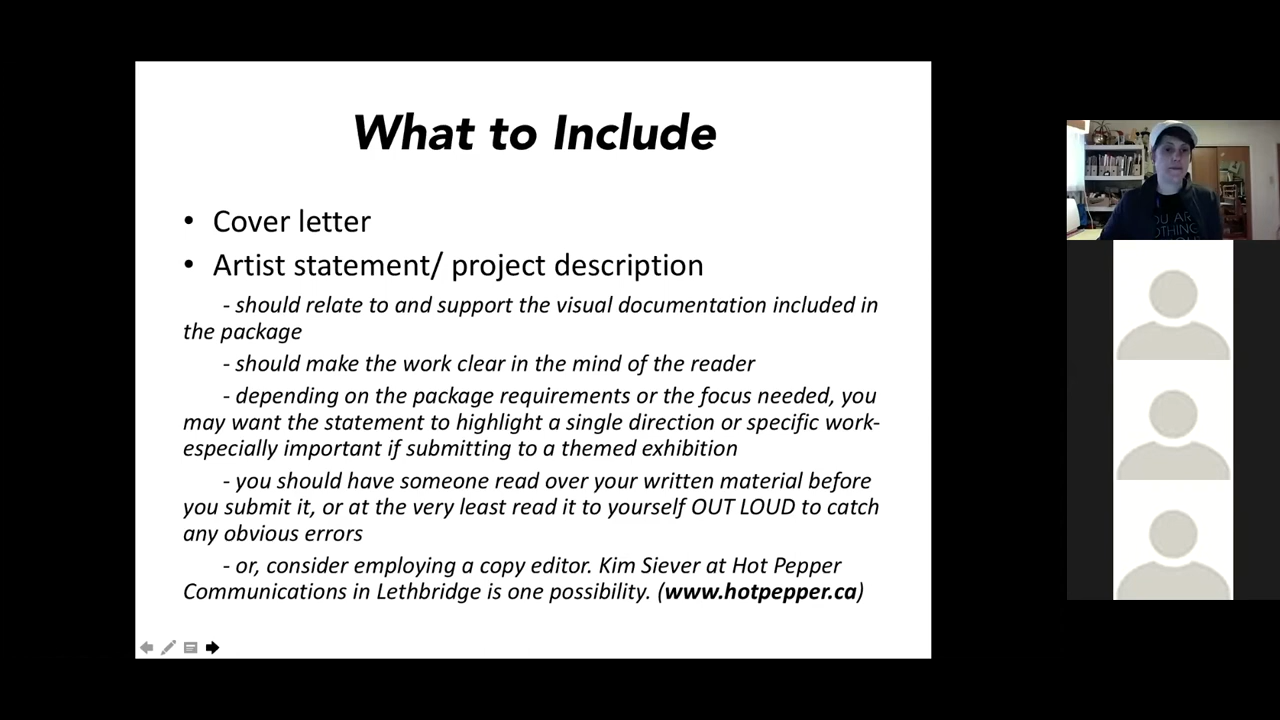 What to Include
• Cover letter
• Artist statement/ project description
- should relate to and support the visual documentation included in
the package
- should make the work clear in the mind of the reader
- depending on the package requirements or the focus needed, you
may want the statement to highlight a single direction or specific work-
especially important if submitting to a themed exhibition
- you should have someone read over your written material before
you submit it, or at the very least read it to yourself OUT LOUD to catch
any obvious errors
- or, consider employing a copy editor. Kim Siever at Hot Pepper
Communications in Lethbridge is one possibility. (www.hotpepper.ca)
OU AR
OTHING